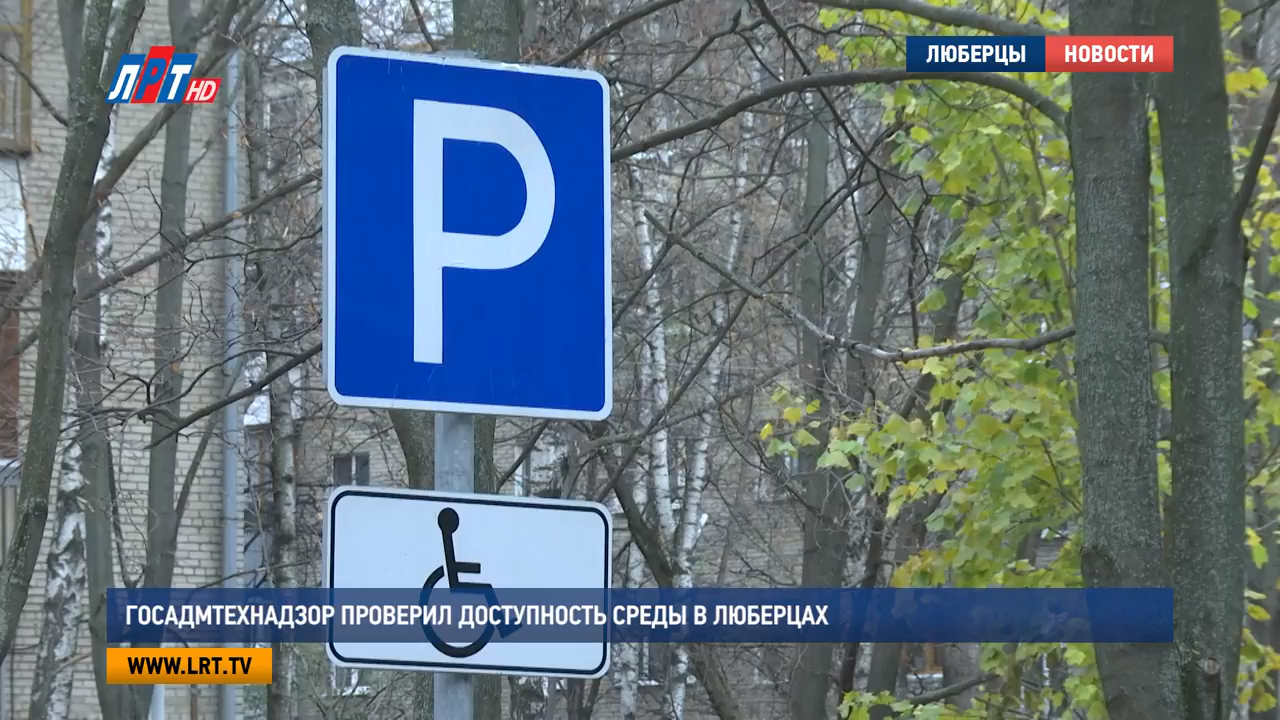 ЛРТ HD
ЛЮБЕРЦЫ НОВОСТИ
P
ГОСАДМТЕХНАДЗОР ПРОВЕРИЛ ДОСТУПНОСТЬ СРЕДЫ В ЛЮБЕРЦАХ
WWW.LRT.TV